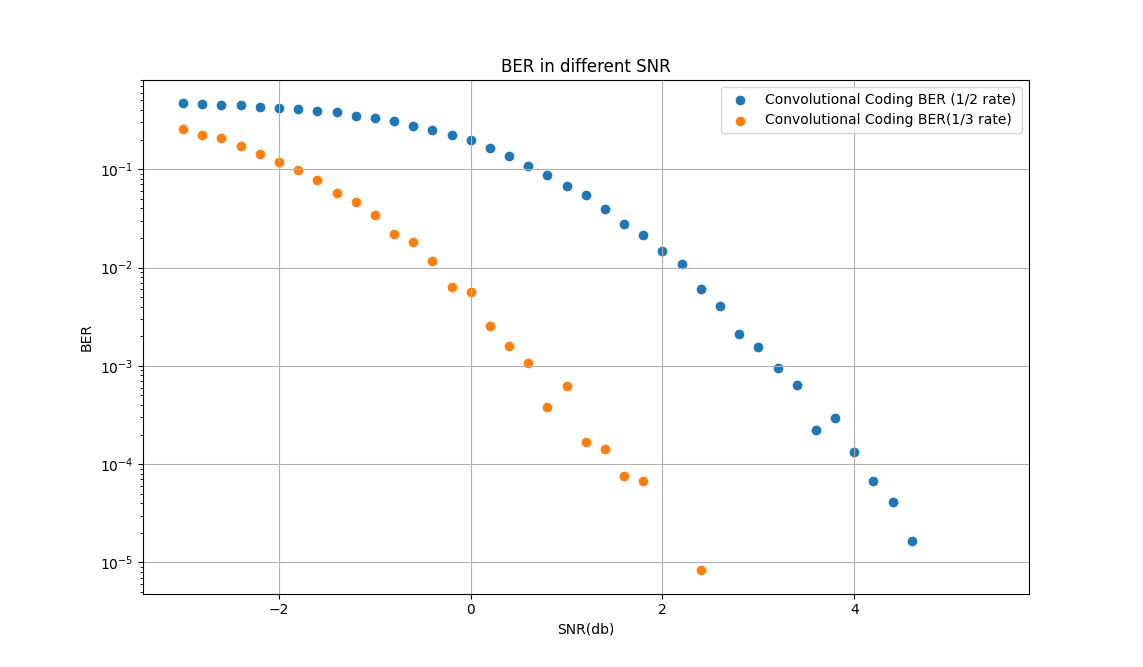 BER in different SNR
Convolutional Coding BER (1/2 rate)
Convolutional Coding BER(1/3 rate)
10⁻¹
10⁻²
10⁻³
10⁻⁴
10⁻⁵
BER
−2
0
2
4
SNR(db)